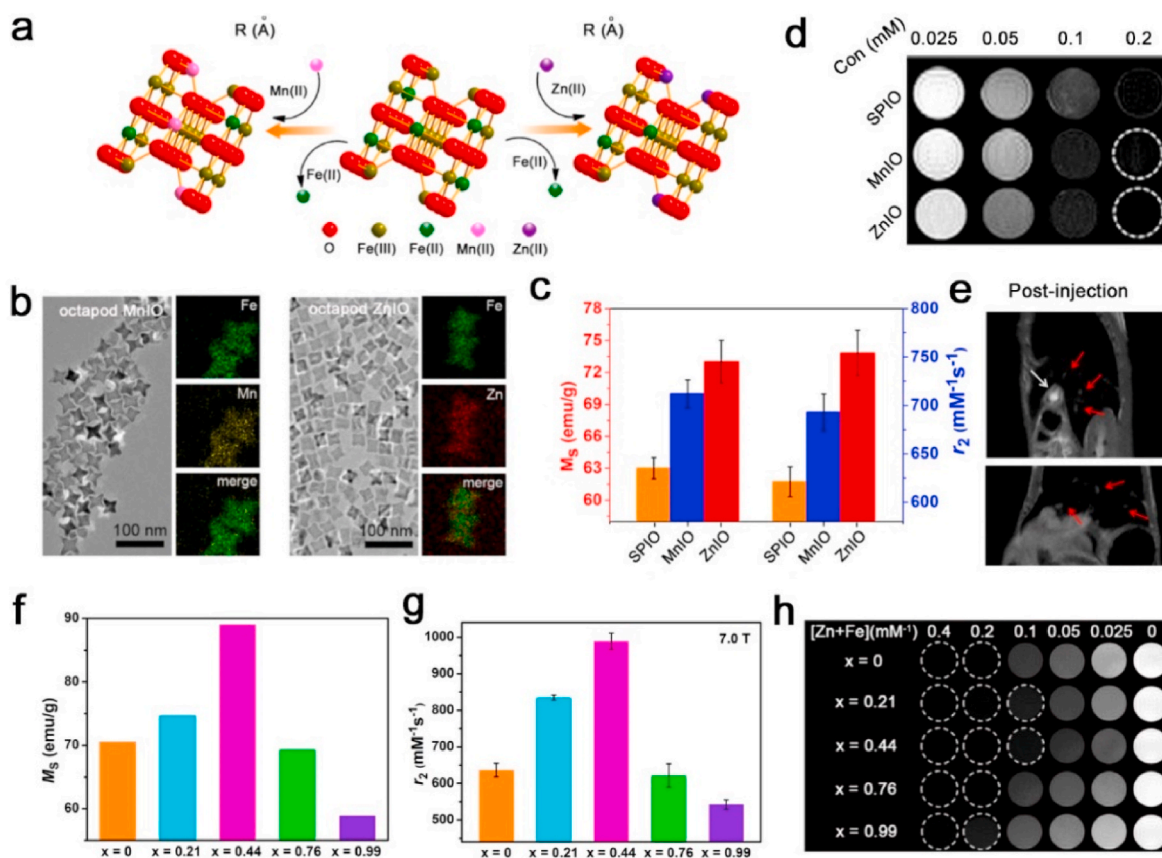 a
R (Å)
R (Å)
Mn(II)
Zn(II)
Fe(II)
Fe(II)
O Fe(III) Fe(II) Mn(II) Zn(II)
b
octapod MnIO
Fe
Mn
merge
100 nm
octapod ZnIO
Fe
Zn
merge
100 nm
c
78
75
72
69
66
63
60
Mₛ (emu/g)
800
750
700
650
600
r₂ (mM⁻¹s⁻¹)
SPIO MnIO ZnIO SPIO MnIO ZnIO
d
Con (mM) 0.025 0.05 0.1 0.2
SPIO
MnIO
ZnIO
e
Post-injection
f
90
80
70
60
Mₛ (emu/g)
x = 0 x = 0.21 x = 0.44 x = 0.76 x = 0.99
g
7.0 T
1000
900
800
700
600
500
r₂ (mM⁻¹s⁻¹)
x = 0 x = 0.21 x = 0.44 x = 0.76 x = 0.99
h
[Zn+Fe](mM⁻¹) 0.4 0.2 0.1 0.05 0.025 0
x = 0
x = 0.21
x = 0.44
x = 0.76
x = 0.99